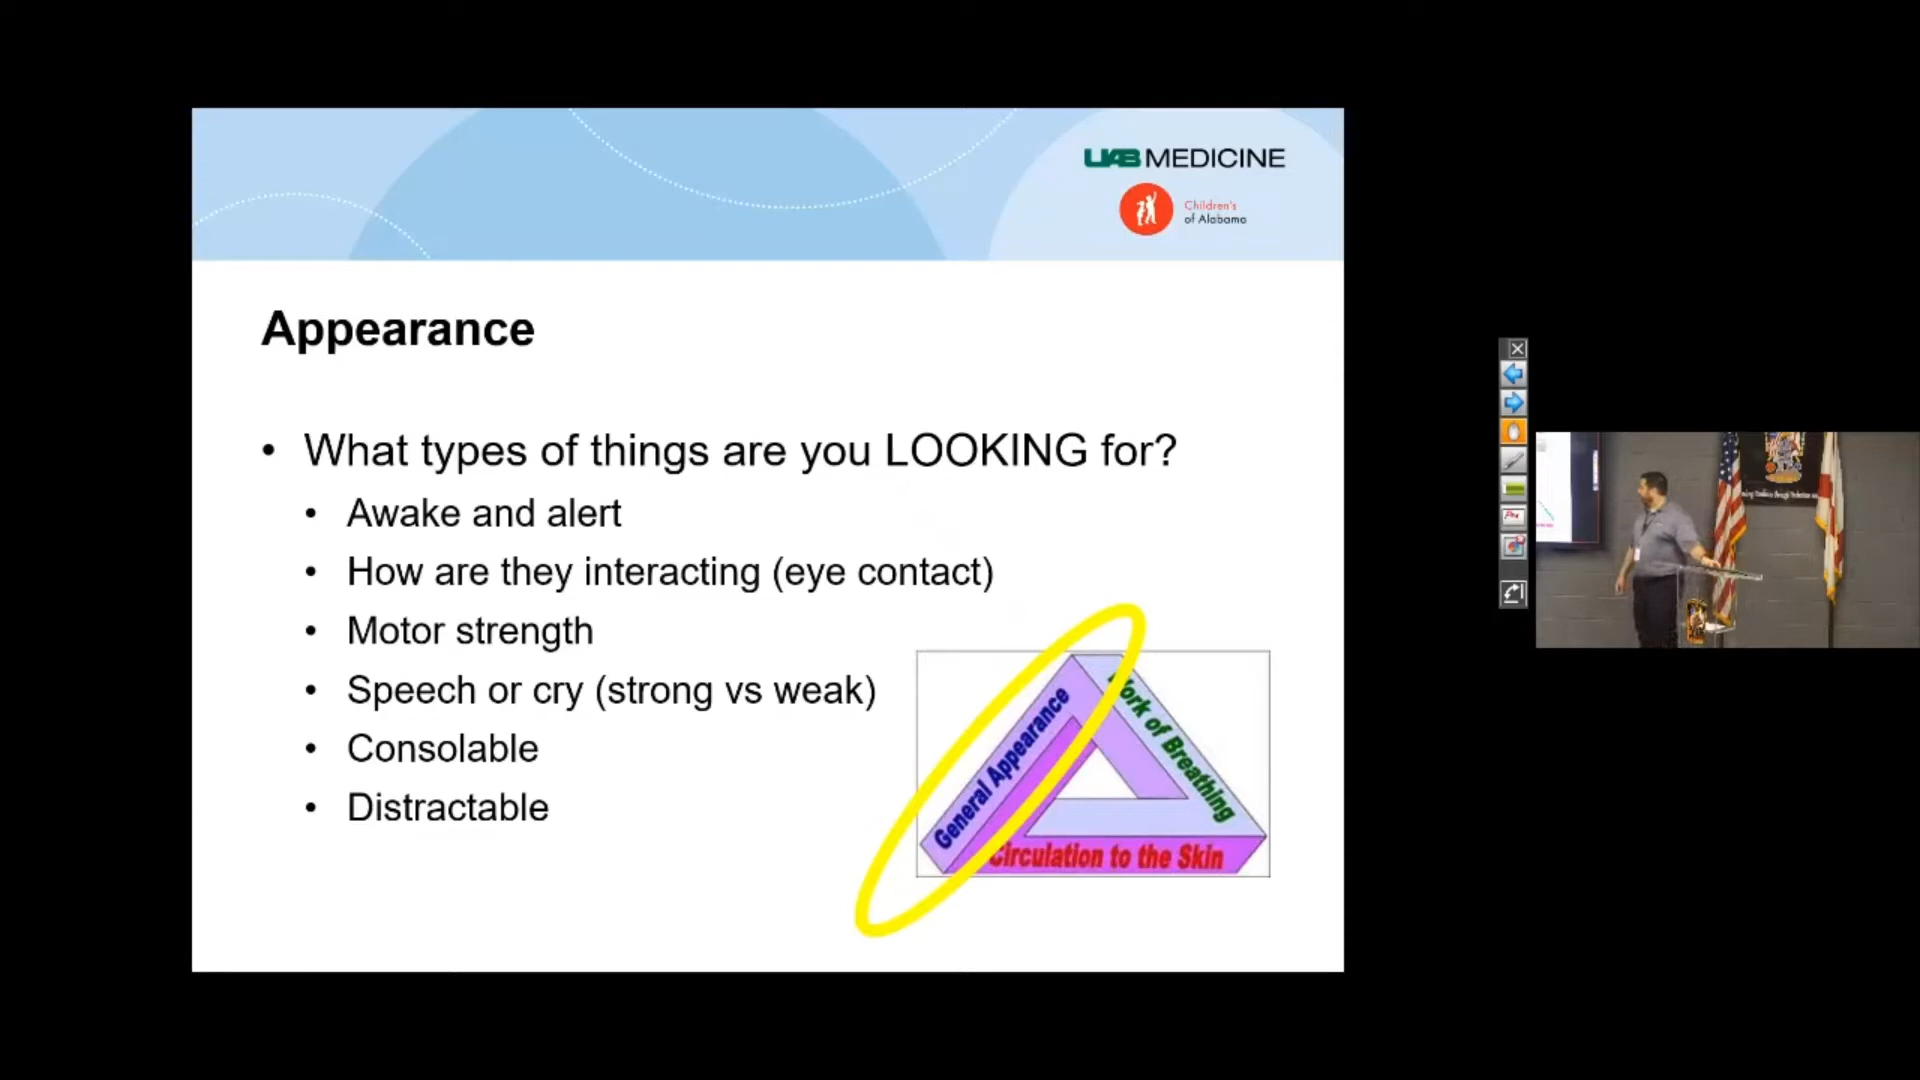 UAB MEDICINE
Children's
of Alabama
Appearance
• What types of things are you LOOKING for?
• Awake and alert
• How are they interacting (eye contact)
• Motor strength
• Speech or cry (strong vs weak)
• Consolable
• Distractable
General Appearance
Work of Breathing
Circulation to the Skin